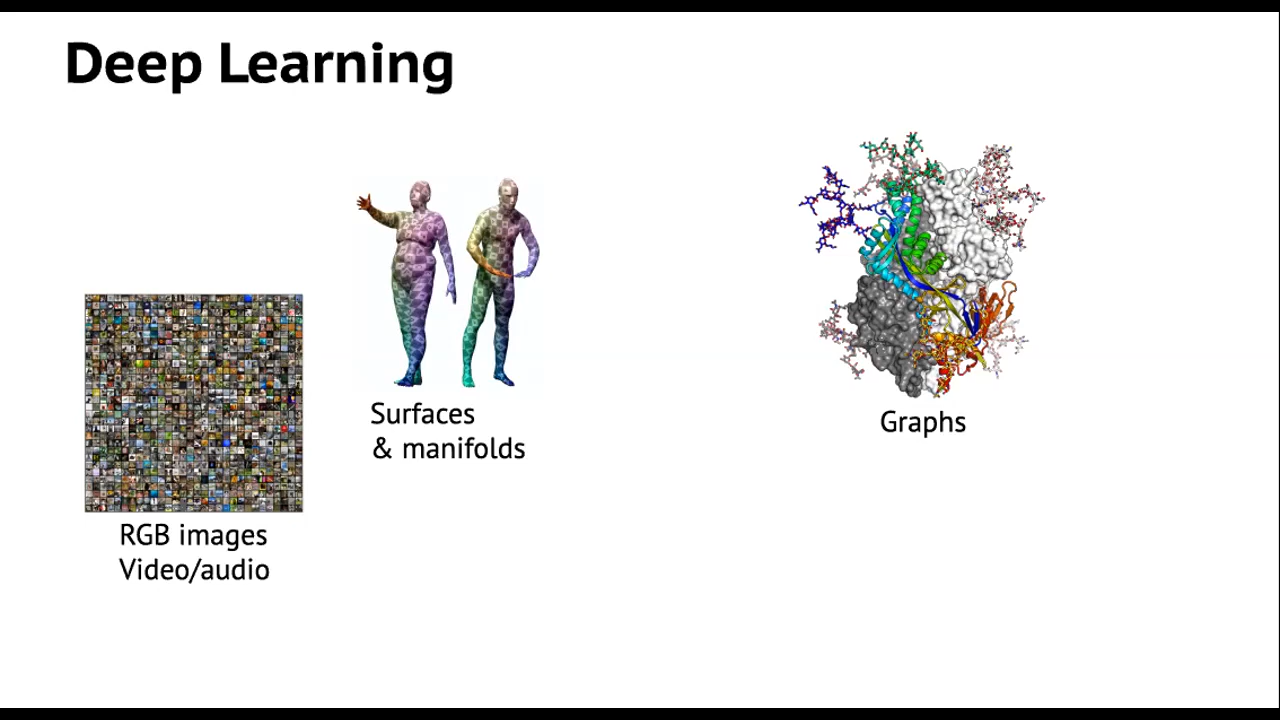 Deep Learning
Surfaces
& manifolds
Graphs
RGB images
Video/audio